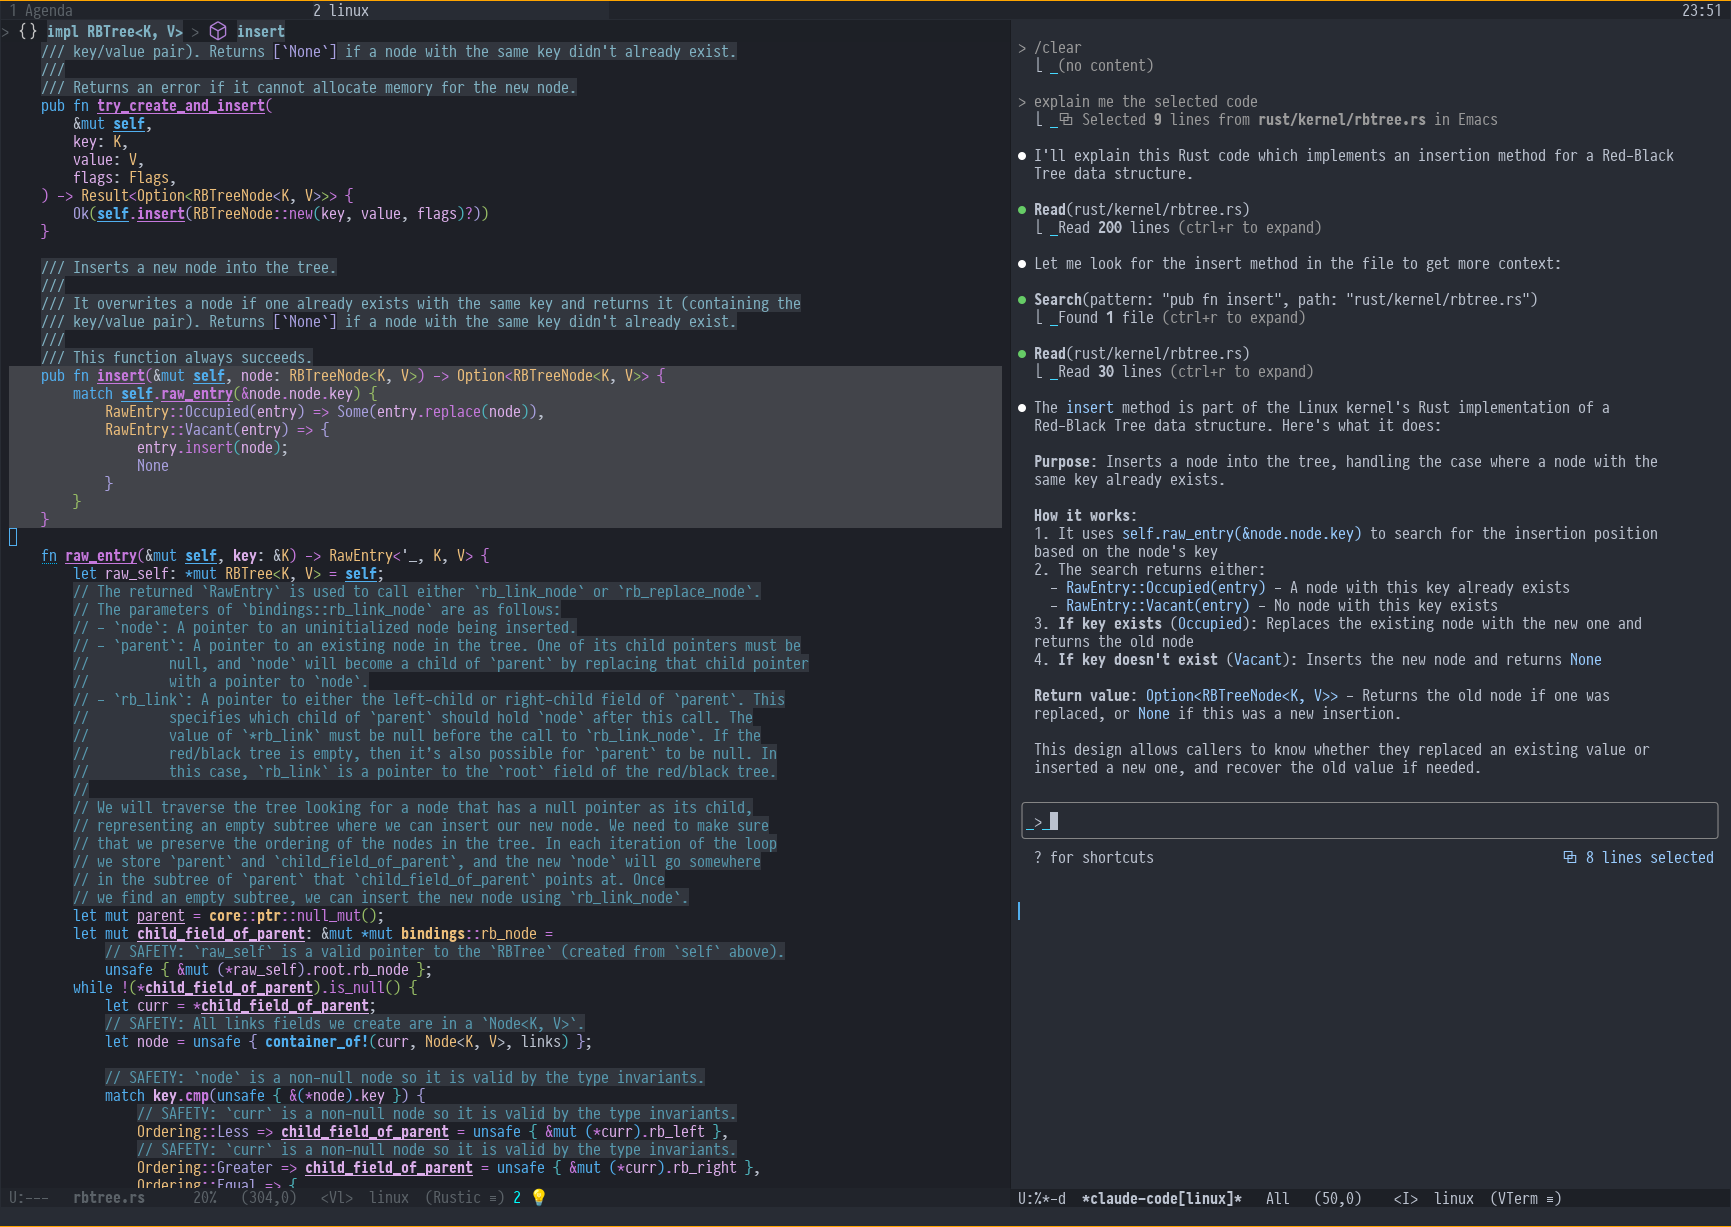 1 Agenda
2 linux
23:51
> {} impl RBTree<K, V> > insert
/// key/value pair). Returns [`None`] if a node with the same key didn't already exist.
///
/// Returns an error if it cannot allocate memory for the new node.
pub fn try_create_and_insert(
&mut self,
key: K,
value: V,
flags: Flags,
) -> Result<Option<RBTreeNode<K, V>>> {
Ok(self.insert(RBTreeNode::new(key, value, flags)?))
}
/// Inserts a new node into the tree.
///
/// It overwrites a node if one already exists with the same key and returns it (containing the
/// key/value pair). Returns [`None`] if a node with the same key didn't already exist.
///
/// This function always succeeds.
pub fn insert(&mut self, node: RBTreeNode<K, V>) -> Option<RBTreeNode<K, V>> {
match self.raw_entry(&node.node.key) {
RawEntry::Occupied(entry) => Some(entry.replace(node)),
RawEntry::Vacant(entry) => {
entry.insert(node);
None
}
}
}
fn raw_entry(&mut self, key: &K) -> RawEntry<'_, K, V> {
let raw_self: *mut RBTree<K, V> = self;
// The returned `RawEntry` is used to call either `rb_link_node` or `rb_replace_node`.
// The parameters of `bindings::rb_link_node` are as follows:
// - `node`: A pointer to an uninitialized node being inserted.
// - `parent`: A pointer to an existing node in the tree. One of its child pointers must be
// null, and `node` will become a child of `parent` by replacing that child pointer
// with a pointer to `node`.
// - `rb_link`: A pointer to either the left-child or right-child field of `parent`. This
// specifies which child of `parent` should hold `node` after this call. The
// value of `*rb_link` must be null before the call to `rb_link_node`. If the
// red/black tree is empty, then it's also possible for `parent` to be null. In
// this case, `rb_link` is a pointer to the `root` field of the red/black tree.
//
// We will traverse the tree looking for a node that has a null pointer as its child,
// representing an empty subtree where we can insert our new node. We need to make sure
// that we preserve the ordering of the nodes in the tree. In each iteration of the loop
// we store `parent` and `child_field_of_parent`, and the new `node` will go somewhere
// in the subtree of `parent` that `child_field_of_parent` points at. Once
// we find an empty subtree, we can insert the new node using `rb_link_node`.
let mut parent = core::ptr::null_mut();
let mut child_field_of_parent: &mut *mut bindings::rb_node =
// SAFETY: `raw_self` is a valid pointer to the `RBTree` (created from `self` above).
unsafe { &mut (*raw_self).root.rb_node };
while !(*child_field_of_parent).is_null() {
let curr = *child_field_of_parent;
// SAFETY: All links fields we create are in a `Node<K, V>`.
let node = unsafe { container_of!(curr, Node<K, V>, links) };
// SAFETY: `node` is a non-null node so it is valid by the type invariants.
match key.cmp(unsafe { &(*node).key }) {
// SAFETY: `curr` is a non-null node so it is valid by the type invariants.
Ordering::Less => child_field_of_parent = unsafe { &mut (*curr).rb_left },
// SAFETY: `curr` is a non-null node so it is valid by the type invariants.
Ordering::Greater => child_field_of_parent = unsafe { &mut (*curr).rb_right },
Ordering::Equal => {
U:--- rbtree.rs 20% (304,0) <Vl> linux (Rustic ≡) 2
> /clear
⎣ _(no content)
> explain me the selected code
⎣ _⧉ Selected 9 lines from rust/kernel/rbtree.rs in Emacs
● I'll explain this Rust code which implements an insertion method for a Red-Black
Tree data structure.
● Read(rust/kernel/rbtree.rs)
⎣ _Read 200 lines (ctrl+r to expand)
● Let me look for the insert method in the file to get more context:
● Search(pattern: "pub fn insert", path: "rust/kernel/rbtree.rs")
⎣ _Found 1 file (ctrl+r to expand)
● Read(rust/kernel/rbtree.rs)
⎣ _Read 30 lines (ctrl+r to expand)
● The insert method is part of the Linux kernel's Rust implementation of a
Red-Black Tree data structure. Here's what it does:
Purpose: Inserts a node into the tree, handling the case where a node with the
same key already exists.
How it works:
1. It uses self.raw_entry(&node.node.key) to search for the insertion position
based on the node's key
2. The search returns either:
- RawEntry::Occupied(entry) - A node with this key already exists
- RawEntry::Vacant(entry) - No node with this key exists
3. If key exists (Occupied): Replaces the existing node with the new one and
returns the old node
4. If key doesn't exist (Vacant): Inserts the new node and returns None
Return value: Option<RBTreeNode<K, V>> - Returns the old node if one was
replaced, or None if this was a new insertion.
This design allows callers to know whether they replaced an existing value or
inserted a new one, and recover the old value if needed.
_>_
? for shortcuts
⧉ 8 lines selected
U:%*-d *claude-code[linux]* All (50,0) <I> linux (VTerm ≡)